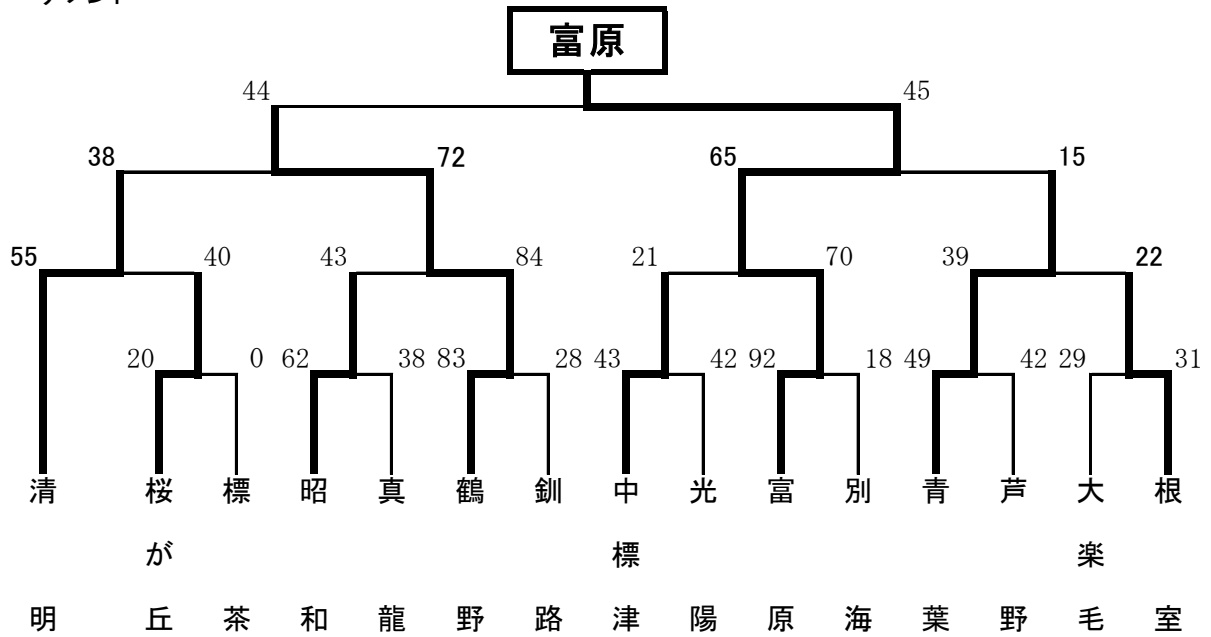 富原
44 45
38 72 65 15
55 40 43 84 21 70 39 22
20 0 62 38 83 28 43 42 92 18 49 42 29 31
清明
桜が丘
標茶
昭和
真龍
鶴野
釧路
中標津
光陽
富原
別海
青葉
芦野
大楽毛
根室